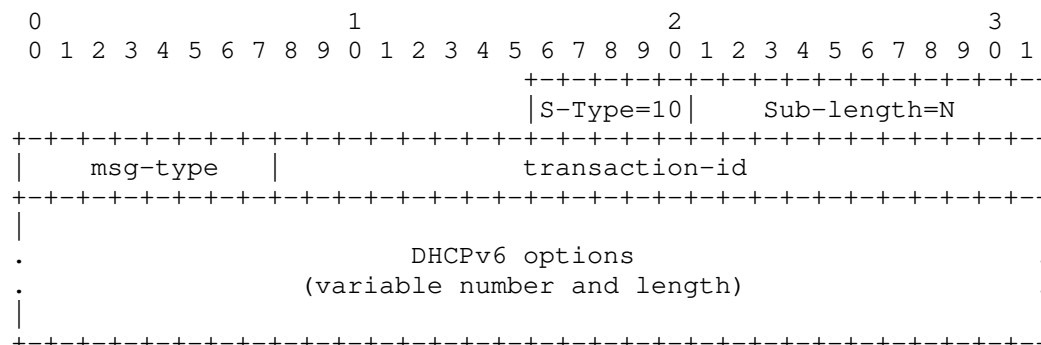 0                   1                   2                   3
 0 1 2 3 4 5 6 7 8 9 0 1 2 3 4 5 6 7 8 9 0 1 2 3 4 5 6 7 8 9 0 1
                                +-+-+-+-+-+-+-+-+-+-+-+-+-+-+-+--
                                |S-Type=10|    Sub-length=N
+-+-+-+-+-+-+-+-+-+-+-+-+-+-+-+-+-+-+-+-+-+-+-+-+-+-+-+-+-+-+-+--
|    msg-type   |               transaction-id
+-+-+-+-+-+-+-+-+-+-+-+-+-+-+-+-+-+-+-+-+-+-+-+-+-+-+-+-+-+-+-+--
|
.                        DHCPv6 options                         .
.                 (variable number and length)                  .
|
+-+-+-+-+-+-+-+-+-+-+-+-+-+-+-+-+-+-+-+-+-+-+-+-+-+-+-+-+-+-+-+--